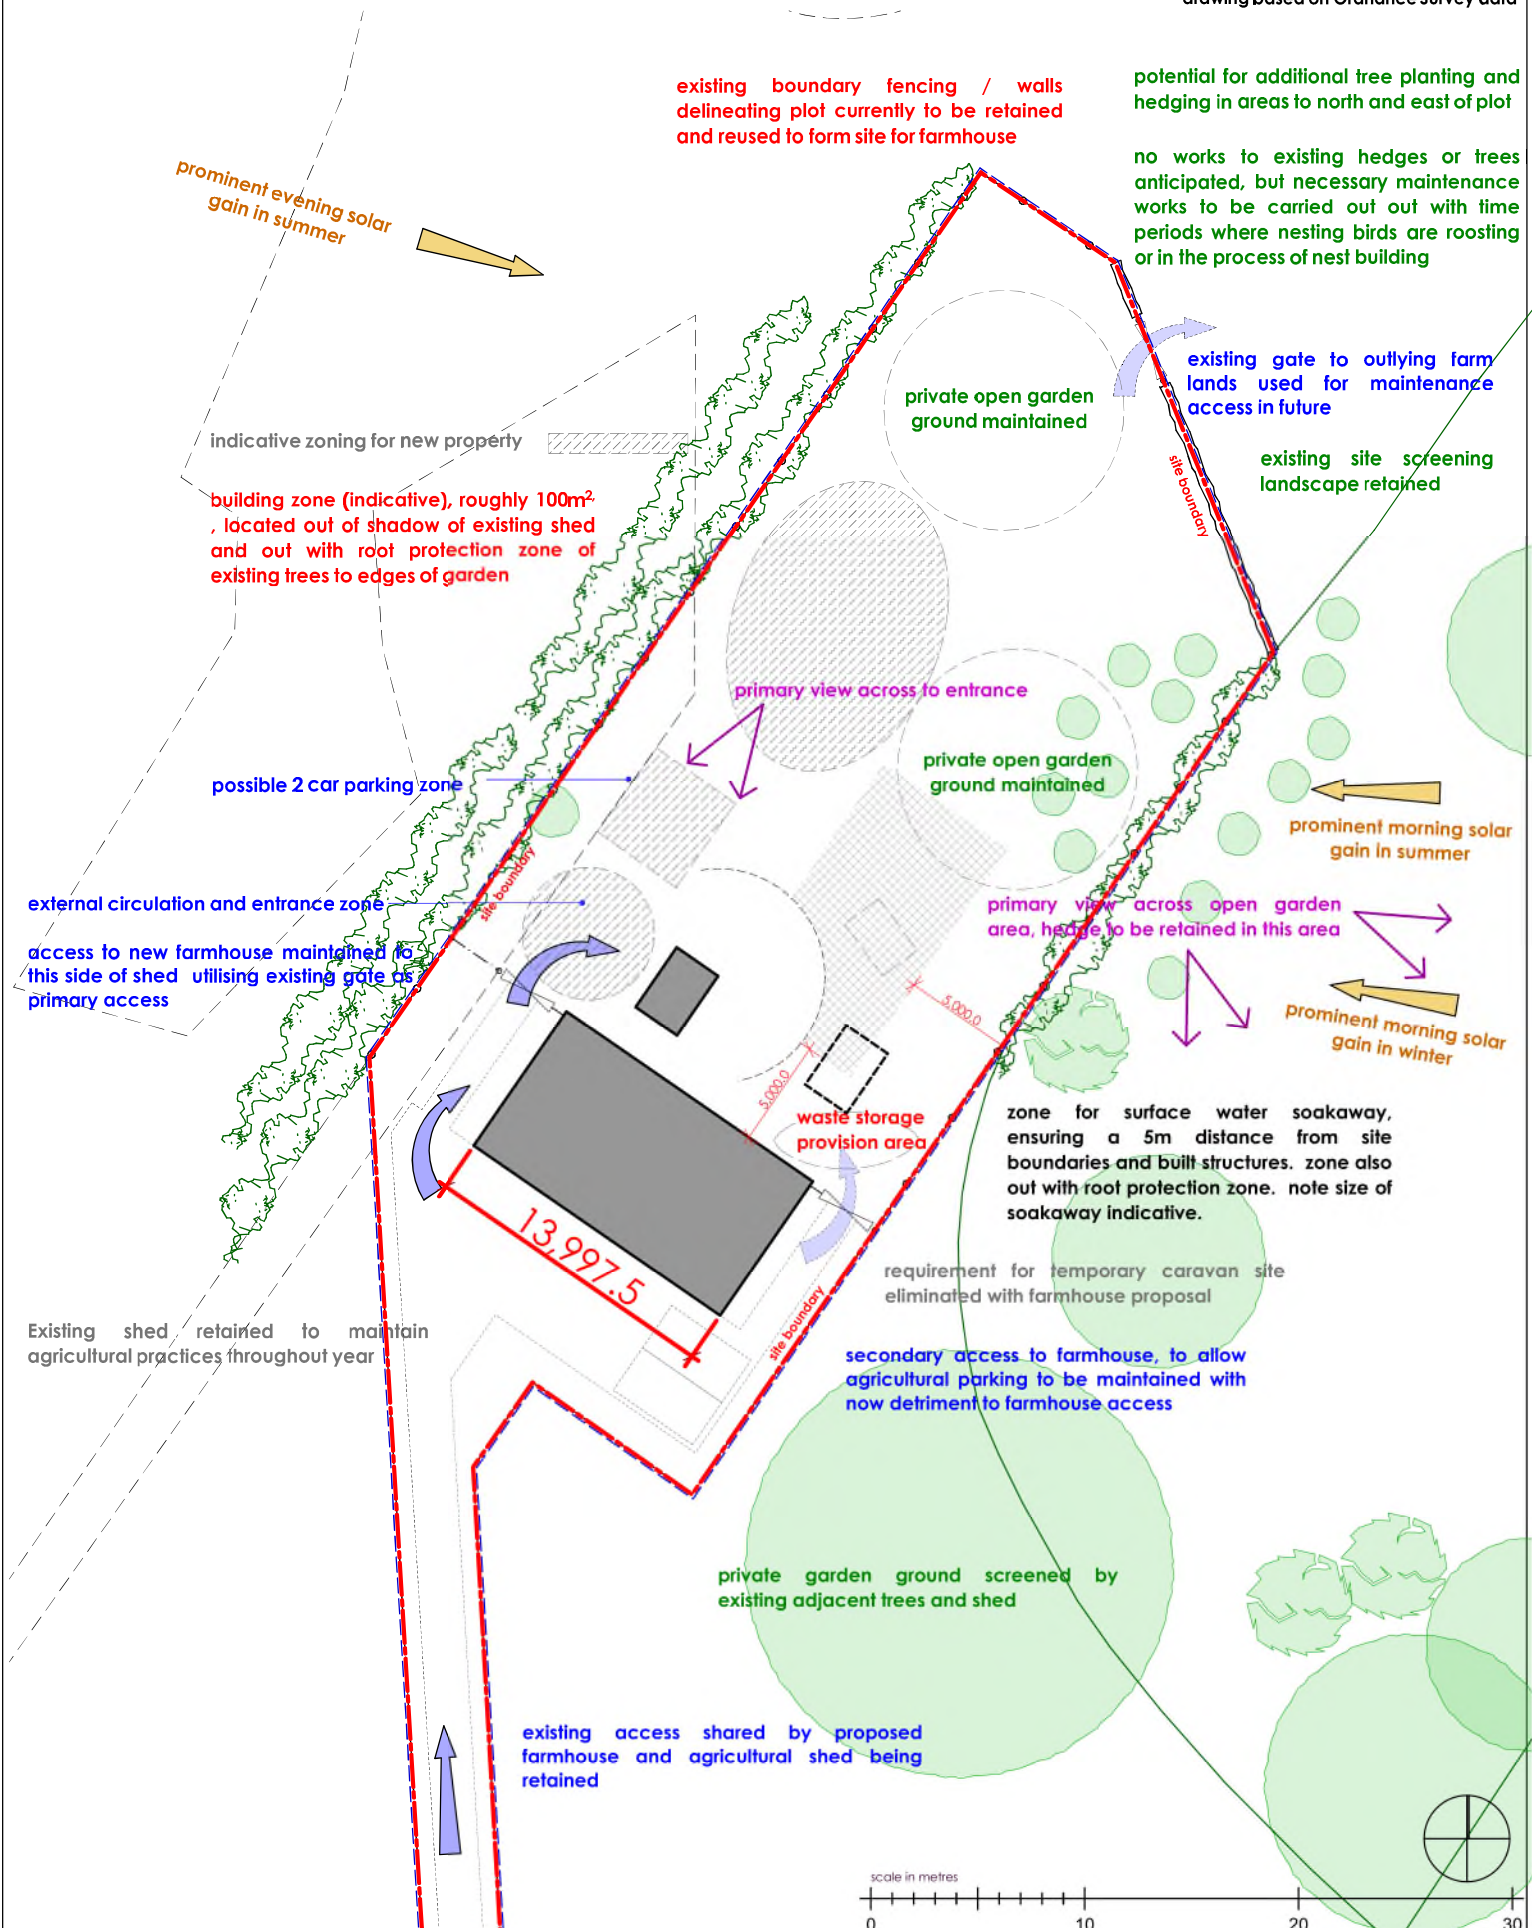 drawing based on Ordnance Survey data
existing boundary fencing / walls
delineating plot currently to be retained
and reused to form site for farmhouse
potential for additional tree planting and
hedging in areas to north and east of plot
no works to existing hedges or trees
anticipated, but necessary maintenance
works to be carried out out with time
periods where nesting birds are roosting
or in the process of nest building
prominent evening solar
gain in summer
existing gate to outlying farm
lands used for maintenance
access in future
private open garden
ground maintained
indicative zoning for new property
existing site screening
landscape retained
site boundary
building zone (indicative), roughly 100m²,
, located out of shadow of existing shed
and out with root protection zone of
existing trees to edges of garden
primary view across to entrance
private open garden
ground maintained
possible 2 car parking zone
prominent morning solar
gain in summer
site boundary
external circulation and entrance zone
primary view across open garden
area, hedge to be retained in this area
access to new farmhouse maintained to
this side of shed utilising existing gate as
primary access
5,000.0
prominent morning solar
gain in winter
5,000.0
waste storage
provision area
zone for surface water soakaway,
ensuring a 5m distance from site
boundaries and built structures. zone also
out with root protection zone. note size of
soakaway indicative.
13,997.5
requirement for temporary caravan site
eliminated with farmhouse proposal
site boundary
Existing shed retained to maintain
agricultural practices throughout year
secondary access to farmhouse, to allow
agricultural parking to be maintained with
now detriment to farmhouse access
private garden ground screened by
existing adjacent trees and shed
existing access shared by proposed
farmhouse and agricultural shed being
retained
scale in metres
0 10 20 30